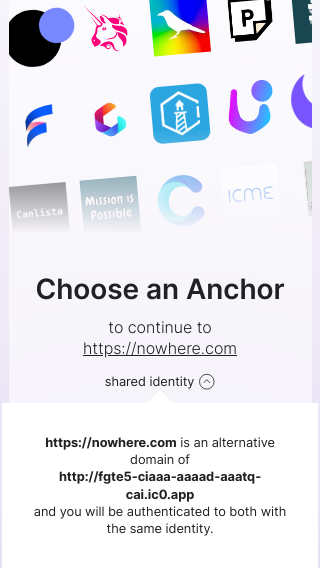 P
Canlista
Mission is
Possible
ICME
Choose an Anchor
to continue to
https://nowhere.com
shared identity
https://nowhere.com is an alternative
domain of
http://fgte5-ciaaa-aaaad-aaatq-
cai.ic0.app
and you will be authenticated to both with
the same identity.